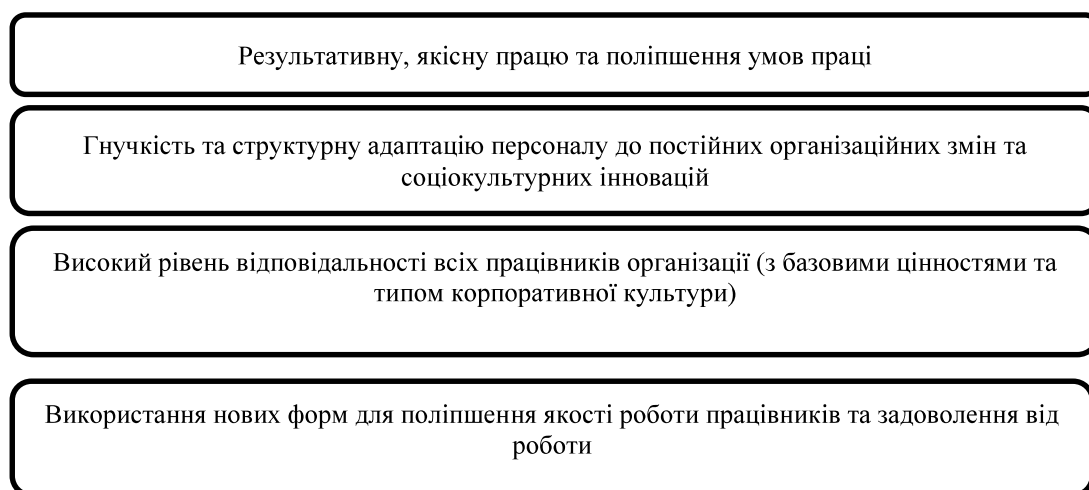 Результативну, якісну працю та поліпшення умов праці
Гнучкість та структурну адаптацію персоналу до постійних організаційних змін та
соціокультурних інновацій
Високий рівень відповідальності всіх працівників організації (з базовими цінностями та
типом корпоративної культури)
Використання нових форм для поліпшення якості роботи працівників та задоволення від
роботи